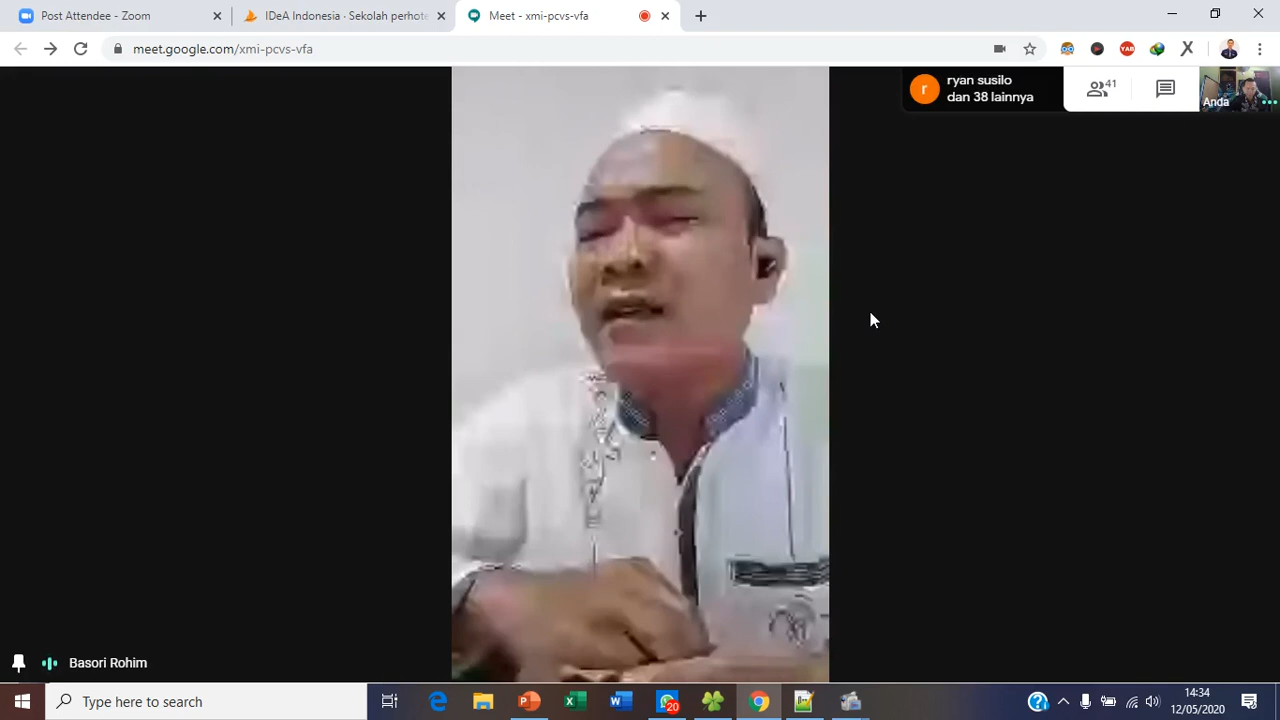 Post Attendee - Zoom
IDeA Indonesia · Sekolah perhote
Meet - xmi-pcvs-vfa
meet.google.com/xmi-pcvs-vfa
YAB
r
ryan susilo
dan 38 lainnya
41
Anda
Basori Rohim
Type here to search
20
14:34
12/05/2020